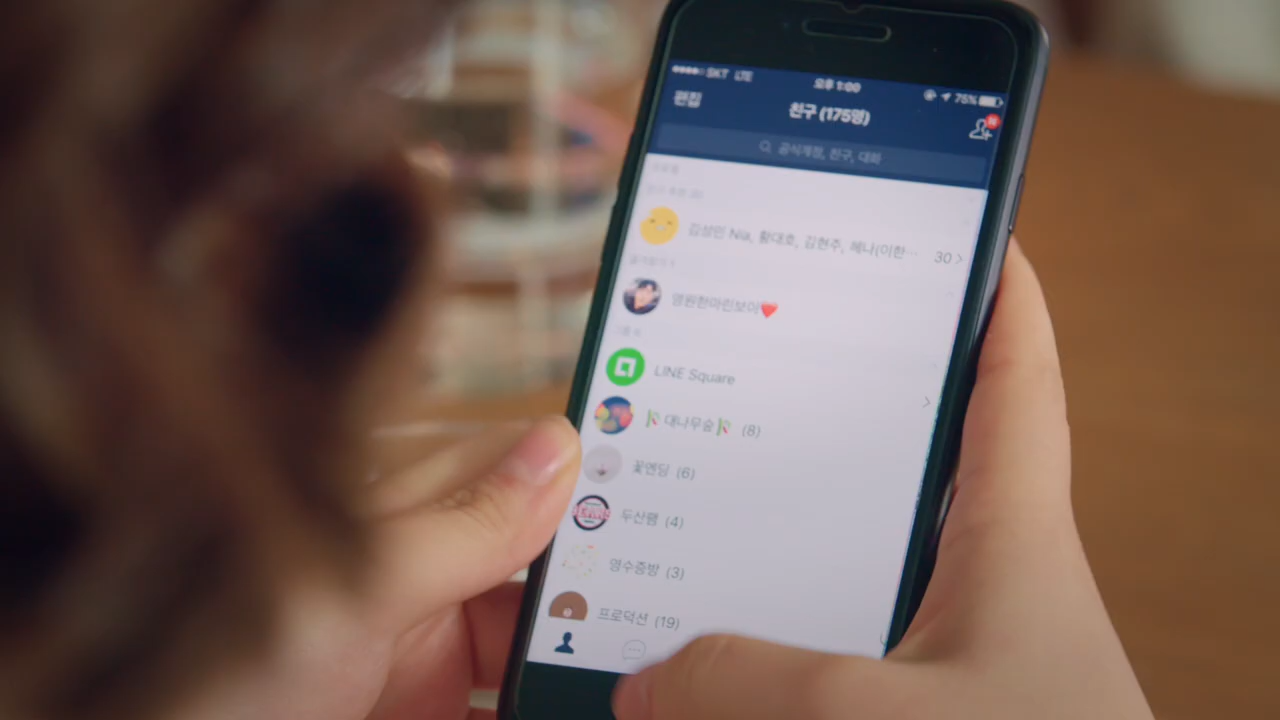 SKT LTE 오후 1:00 75%
편집 친구 (175명)
공식계정, 친구, 대화
김성민 Nia, 황대호, 김현주, 헤나(이한… 30
영원한마린보이❤️
LINE Square
대나무숲 (8)
꽃엔딩 (6)
두산팸 (4)
영수증방 (3)
프로덕션 (19)